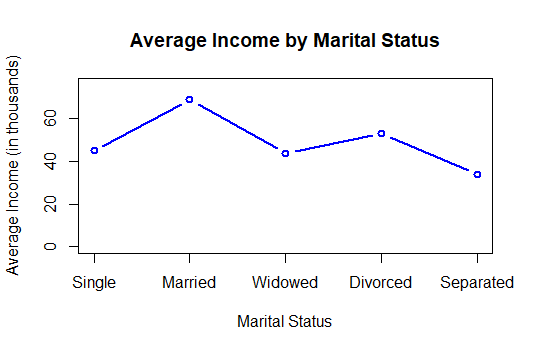 Average Income by Marital Status
Average Income (in thousands)
60
40
20
0
Single Married Widowed Divorced Separated
Marital Status